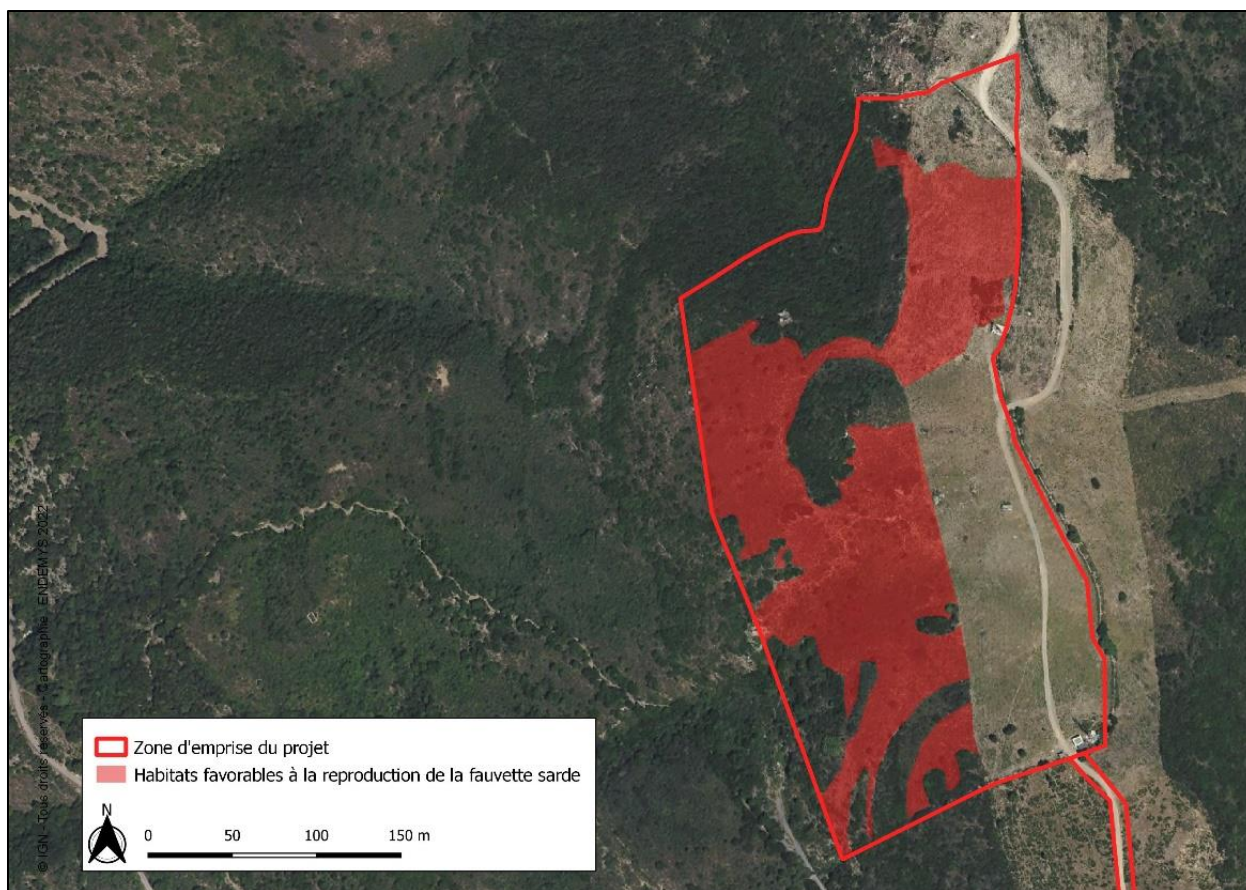 © IGN - Tous droits réservés - Cartographie : ENDEMYS 2022
Zone d'emprise du projet
Habitats favorables à la reproduction de la fauvette sarde
N
0 50 100 150 m